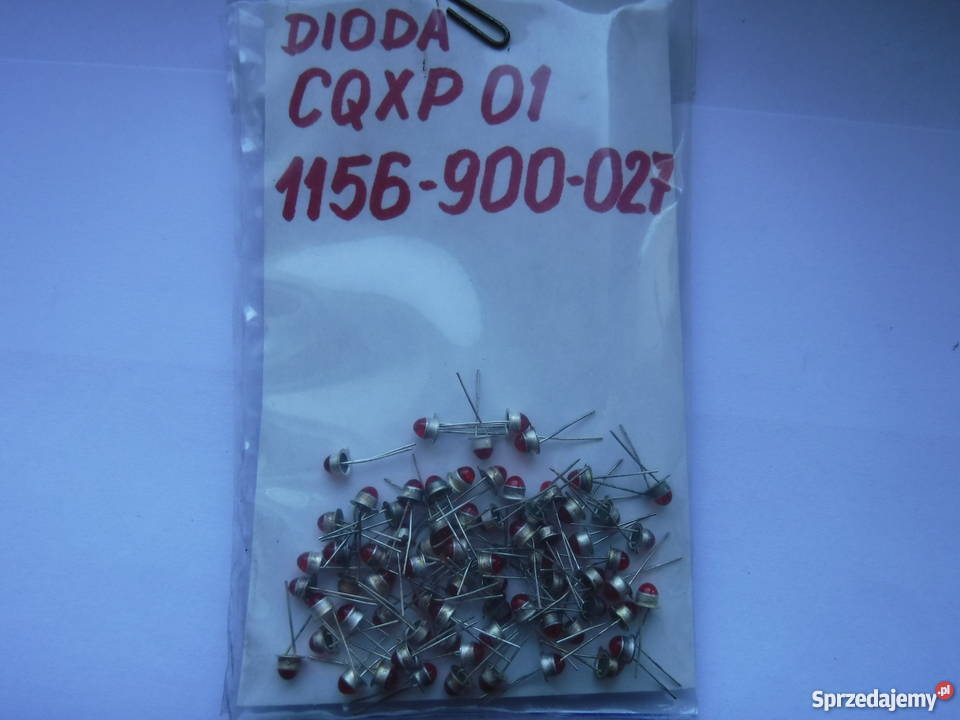 DIODA
CQXP 01
1156-900-027
Sprzedajemy.pl